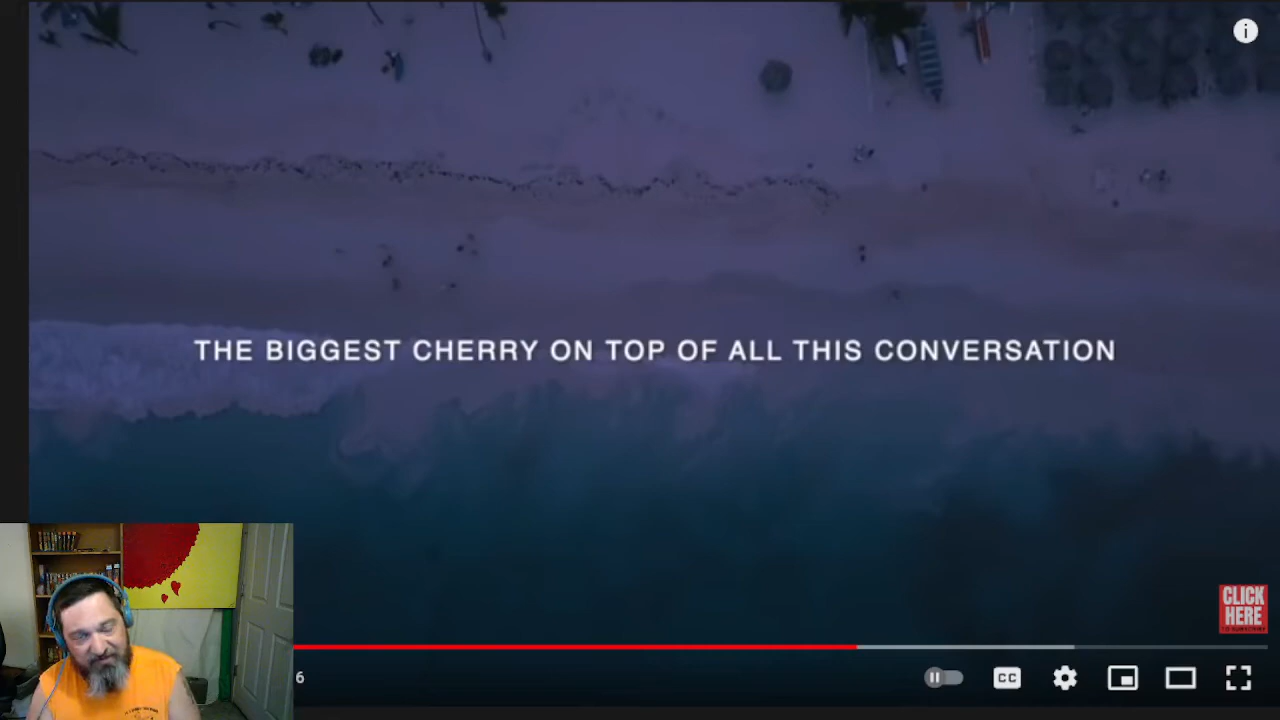 THE BIGGEST CHERRY ON TOP OF ALL THIS CONVERSATION
CLICK
HERE
6
CC